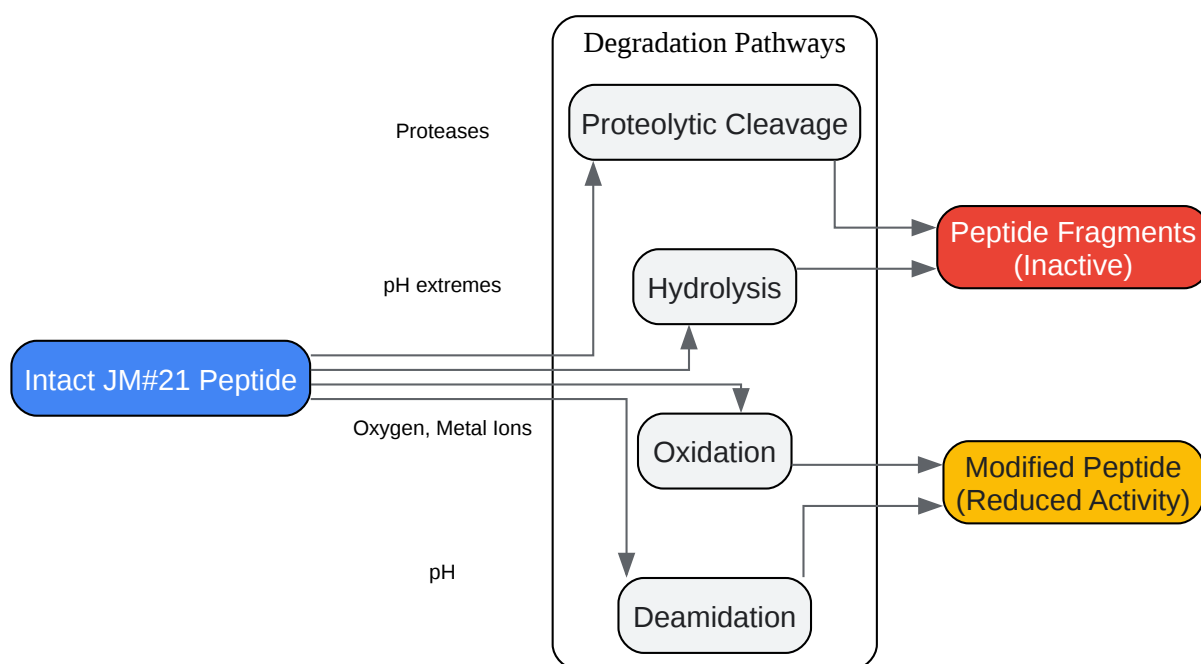 Degradation Pathways
Proteases
Proteolytic Cleavage
pH extremes
Hydrolysis
Peptide Fragments
(Inactive)
Intact JM#21 Peptide
Oxygen, Metal Ions
Oxidation
Modified Peptide
(Reduced Activity)
pH
Deamidation